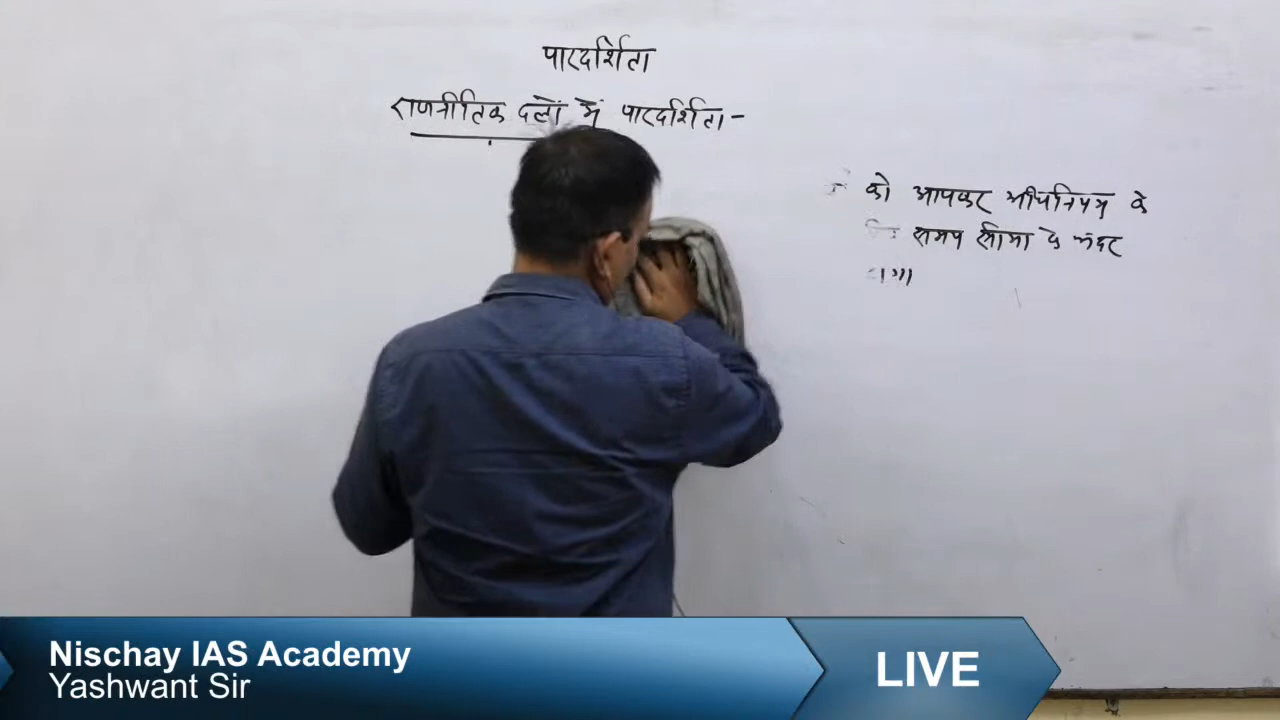 पारदर्शिता
राजनीतिक दलों में पारदर्शिता-
को आयकर अधिनियम के
समय सीमा के अंदर
Nischay IAS Academy
Yashwant Sir
LIVE